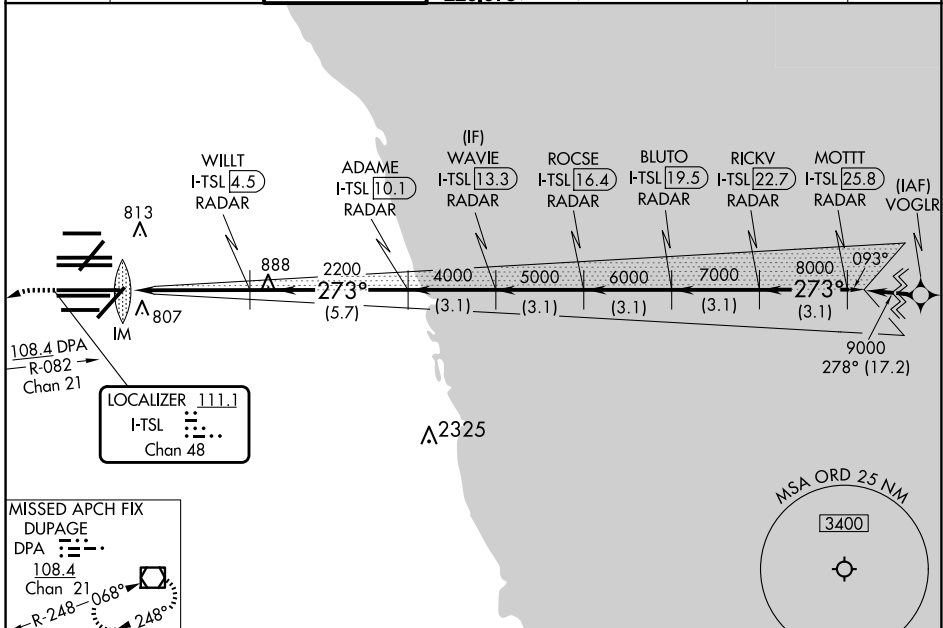 (IF)
WAVIE
I-TSL 13.3
RADAR
WILLT
I-TSL 4.5
RADAR
ADAME
I-TSL 10.1
RADAR
ROCSE
I-TSL 16.4
RADAR
BLUTO
I-TSL 19.5
RADAR
RICKV
I-TSL 22.7
RADAR
MOTTT
I-TSL 25.8
RADAR
(IAF)
VOGLR
813
888
2200
4000
5000
6000
7000
8000
093°
273°
273°
(5.7)
(3.1)
(3.1)
(3.1)
(3.1)
(3.1)
807
IM
9000
278° (17.2)
108.4 DPA
R-082
Chan 21
LOCALIZER 111.1
I-TSL
Chan 48
2325
MSA ORD 25 NM
3400
MISSED APCH FIX
DUPAGE
DPA
108.4
Chan 21
R-248
068°
248°